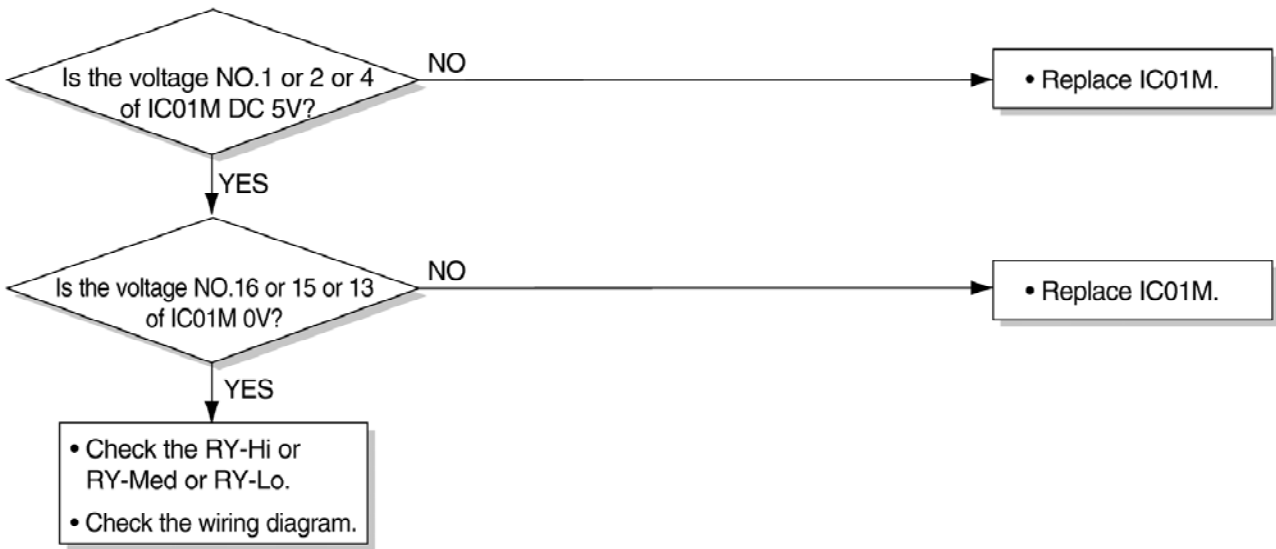 Is the voltage NO.1 or 2 or 4
of IC01M DC 5V?
NO
• Replace IC01M.
YES
Is the voltage NO.16 or 15 or 13
of IC01M 0V?
NO
• Replace IC01M.
YES
• Check the RY-Hi or
RY-Med or RY-Lo.
• Check the wiring diagram.